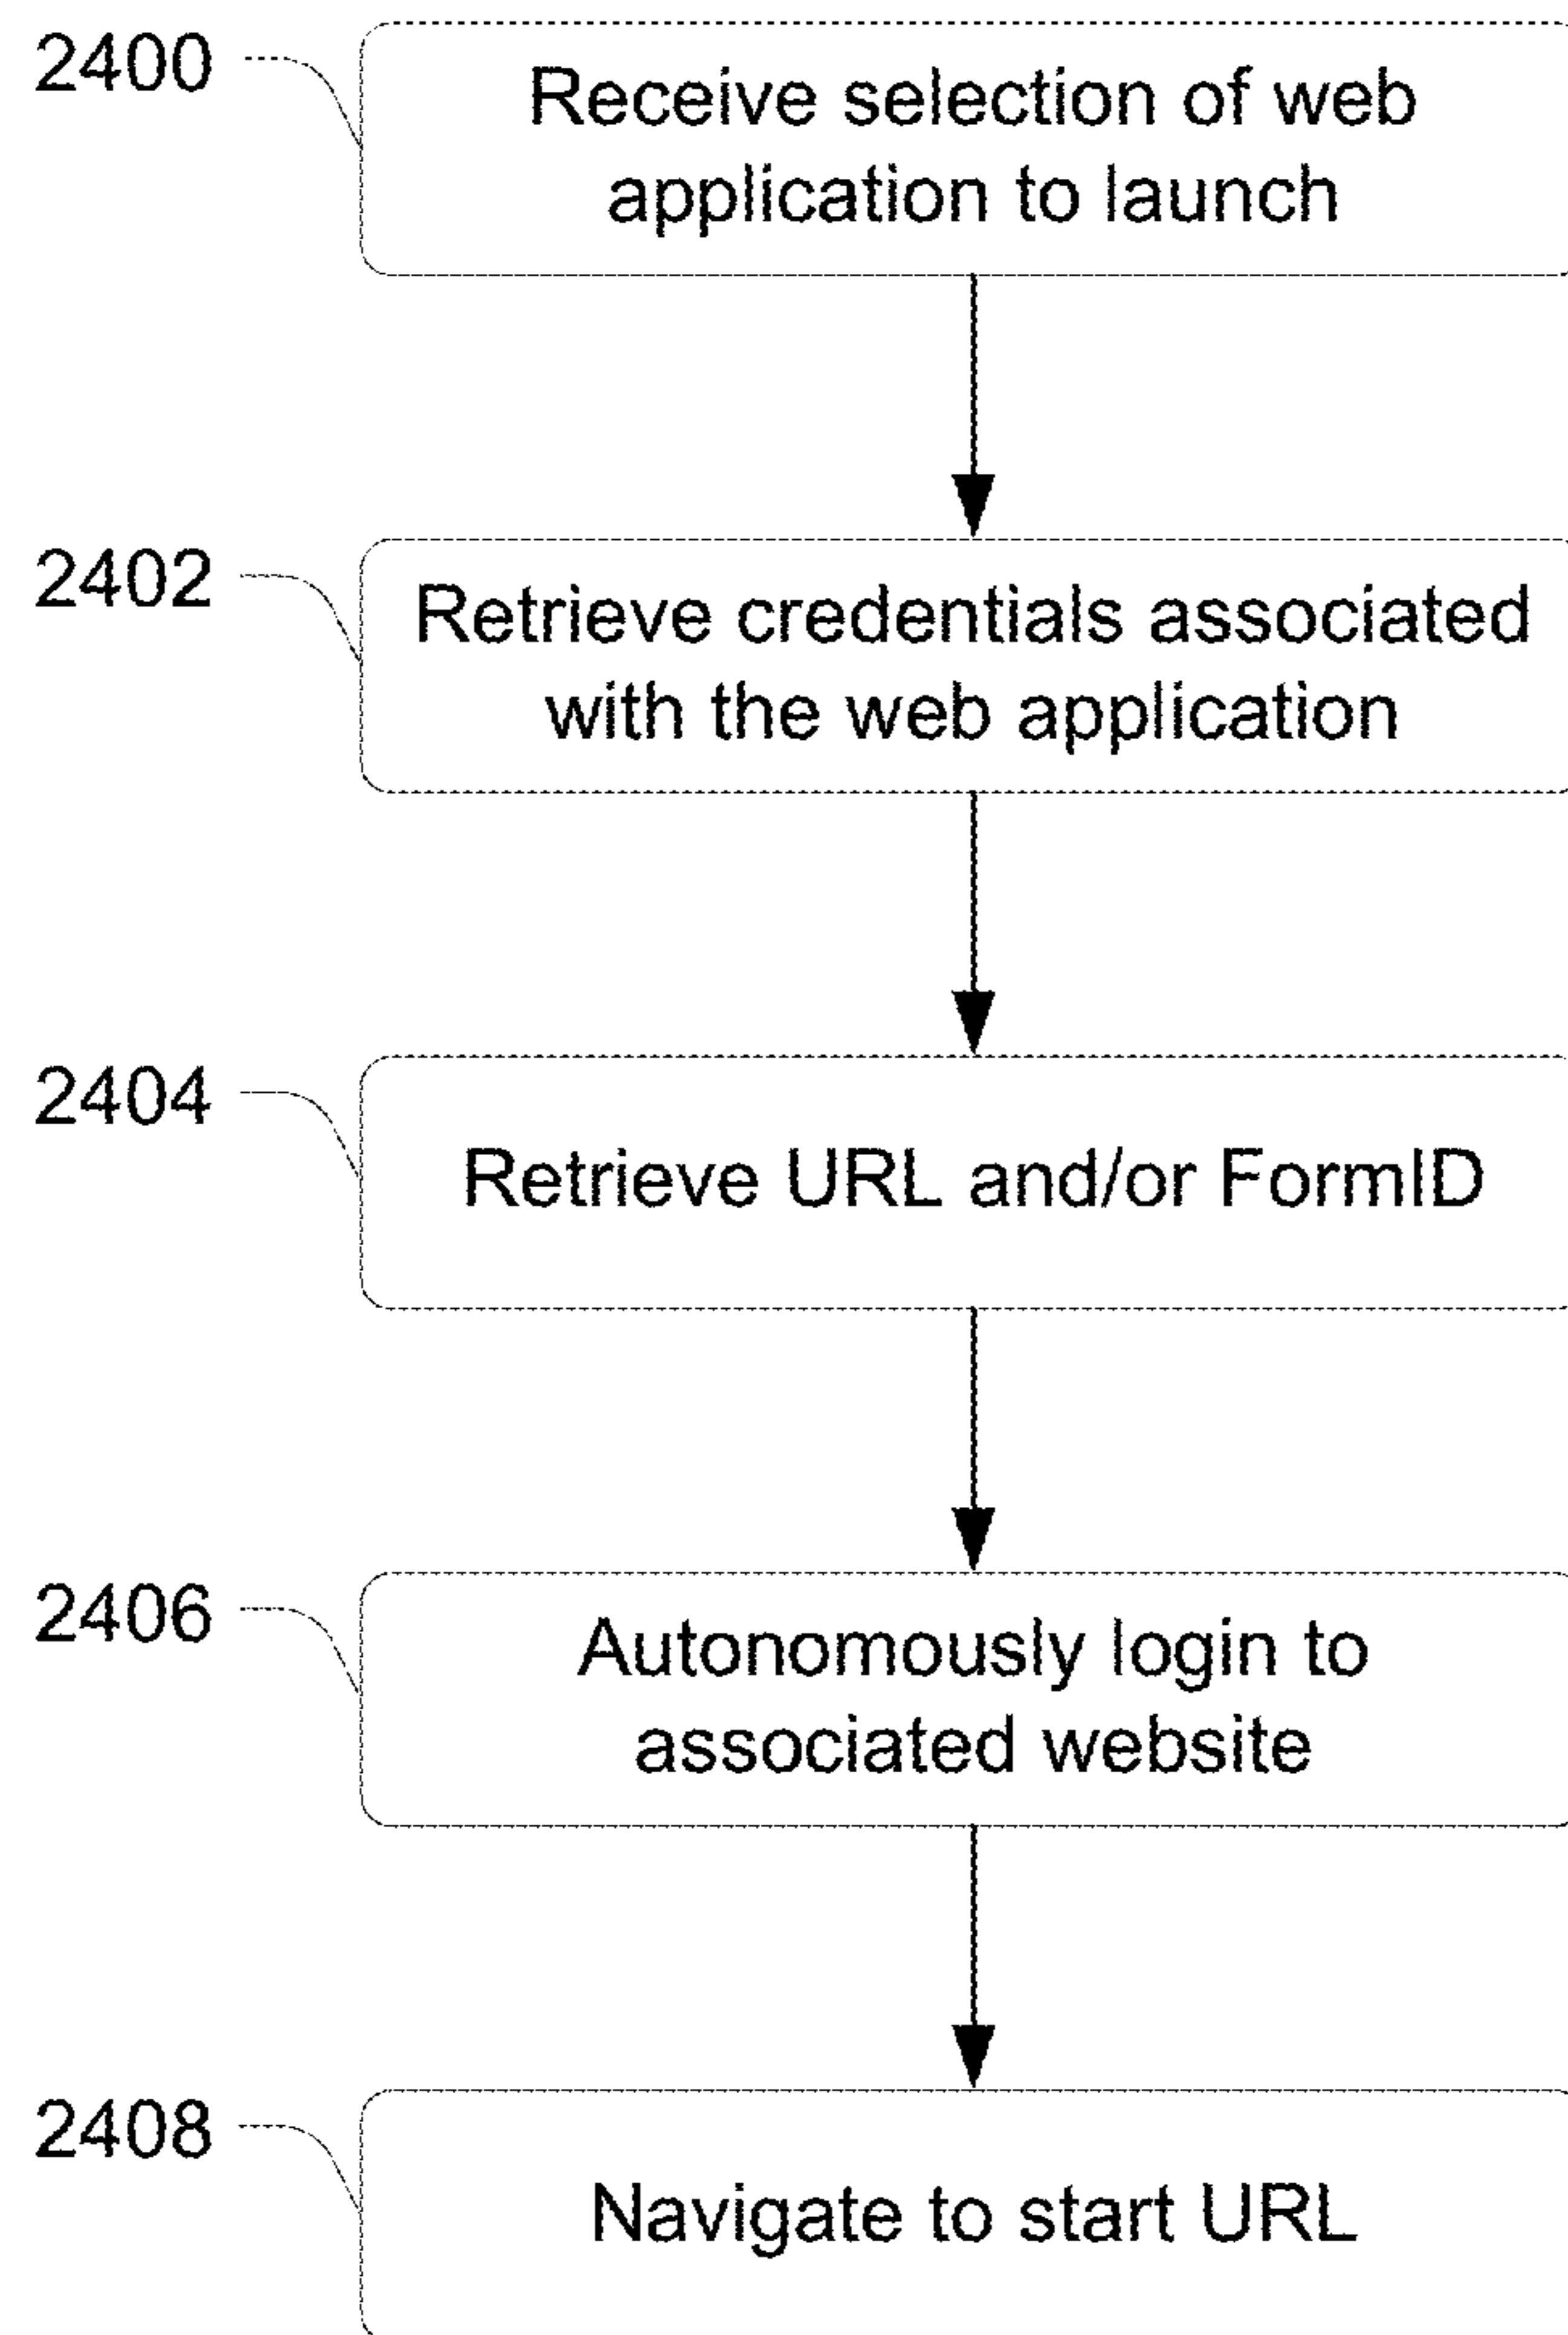 2400
Receive selection of web
application to launch
2402
Retrieve credentials associated
with the web application
2404
Retrieve URL and/or FormID
2406
Autonomously login to
associated website
2408
Navigate to start URL